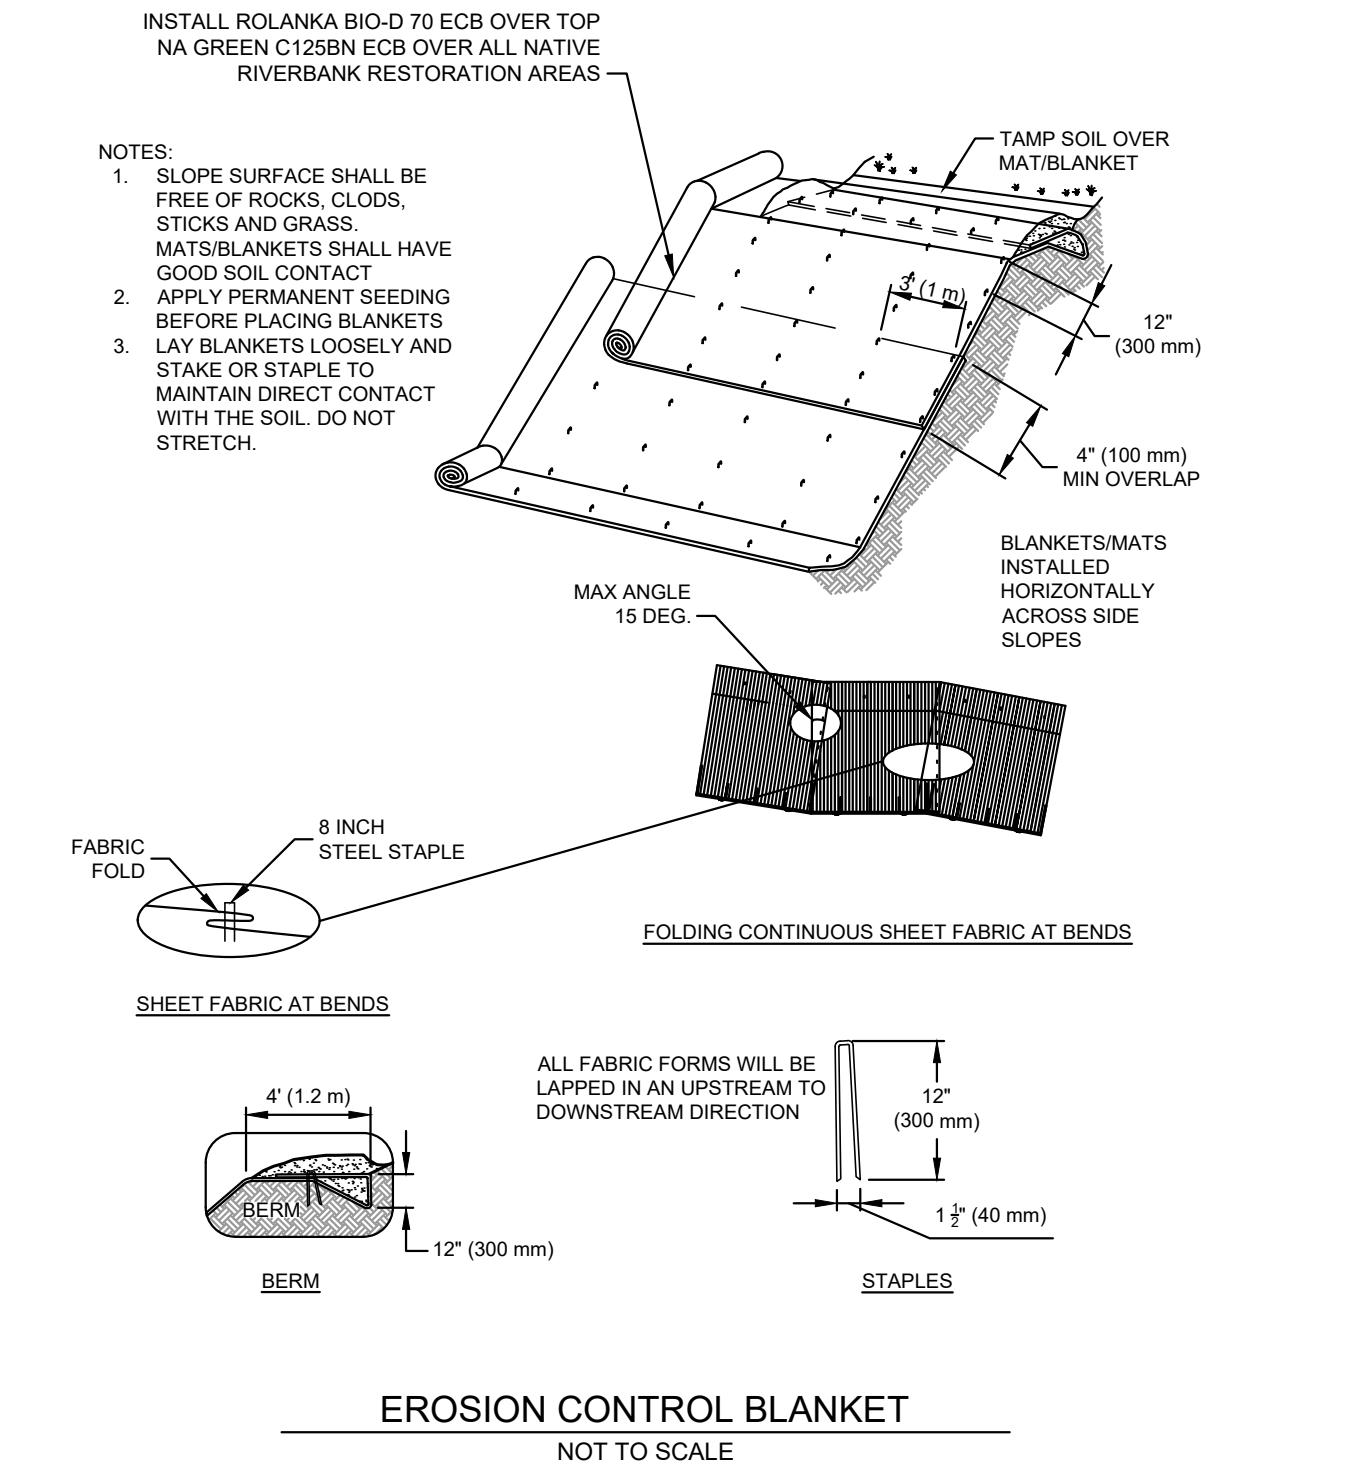 INSTALL ROLANKA BIO-D 70 ECB OVER TOP
NA GREEN C125BN ECB OVER ALL NATIVE
RIVERBANK RESTORATION AREAS
NOTES:
1. SLOPE SURFACE SHALL BE
FREE OF ROCKS, CLODS,
STICKS AND GRASS.
MATS/BLANKETS SHALL HAVE
GOOD SOIL CONTACT
2. APPLY PERMANENT SEEDING
BEFORE PLACING BLANKETS
3. LAY BLANKETS LOOSELY AND
STAKE OR STAPLE TO
MAINTAIN DIRECT CONTACT
WITH THE SOIL. DO NOT
STRETCH.
TAMP SOIL OVER
MAT/BLANKET
3' (1 m)
12"
(300 mm)
4" (100 mm)
MIN OVERLAP
BLANKETS/MATS
INSTALLED
HORIZONTALLY
ACROSS SIDE
SLOPES
MAX ANGLE
15 DEG.
8 INCH
STEEL STAPLE
FABRIC
FOLD
FOLDING CONTINUOUS SHEET FABRIC AT BENDS
SHEET FABRIC AT BENDS
ALL FABRIC FORMS WILL BE
LAPPED IN AN UPSTREAM TO
DOWNSTREAM DIRECTION
4' (1.2 m)
BERM
12" (300 mm)
BERM
12"
(300 mm)
1 1/2" (40 mm)
STAPLES
EROSION CONTROL BLANKET
NOT TO SCALE